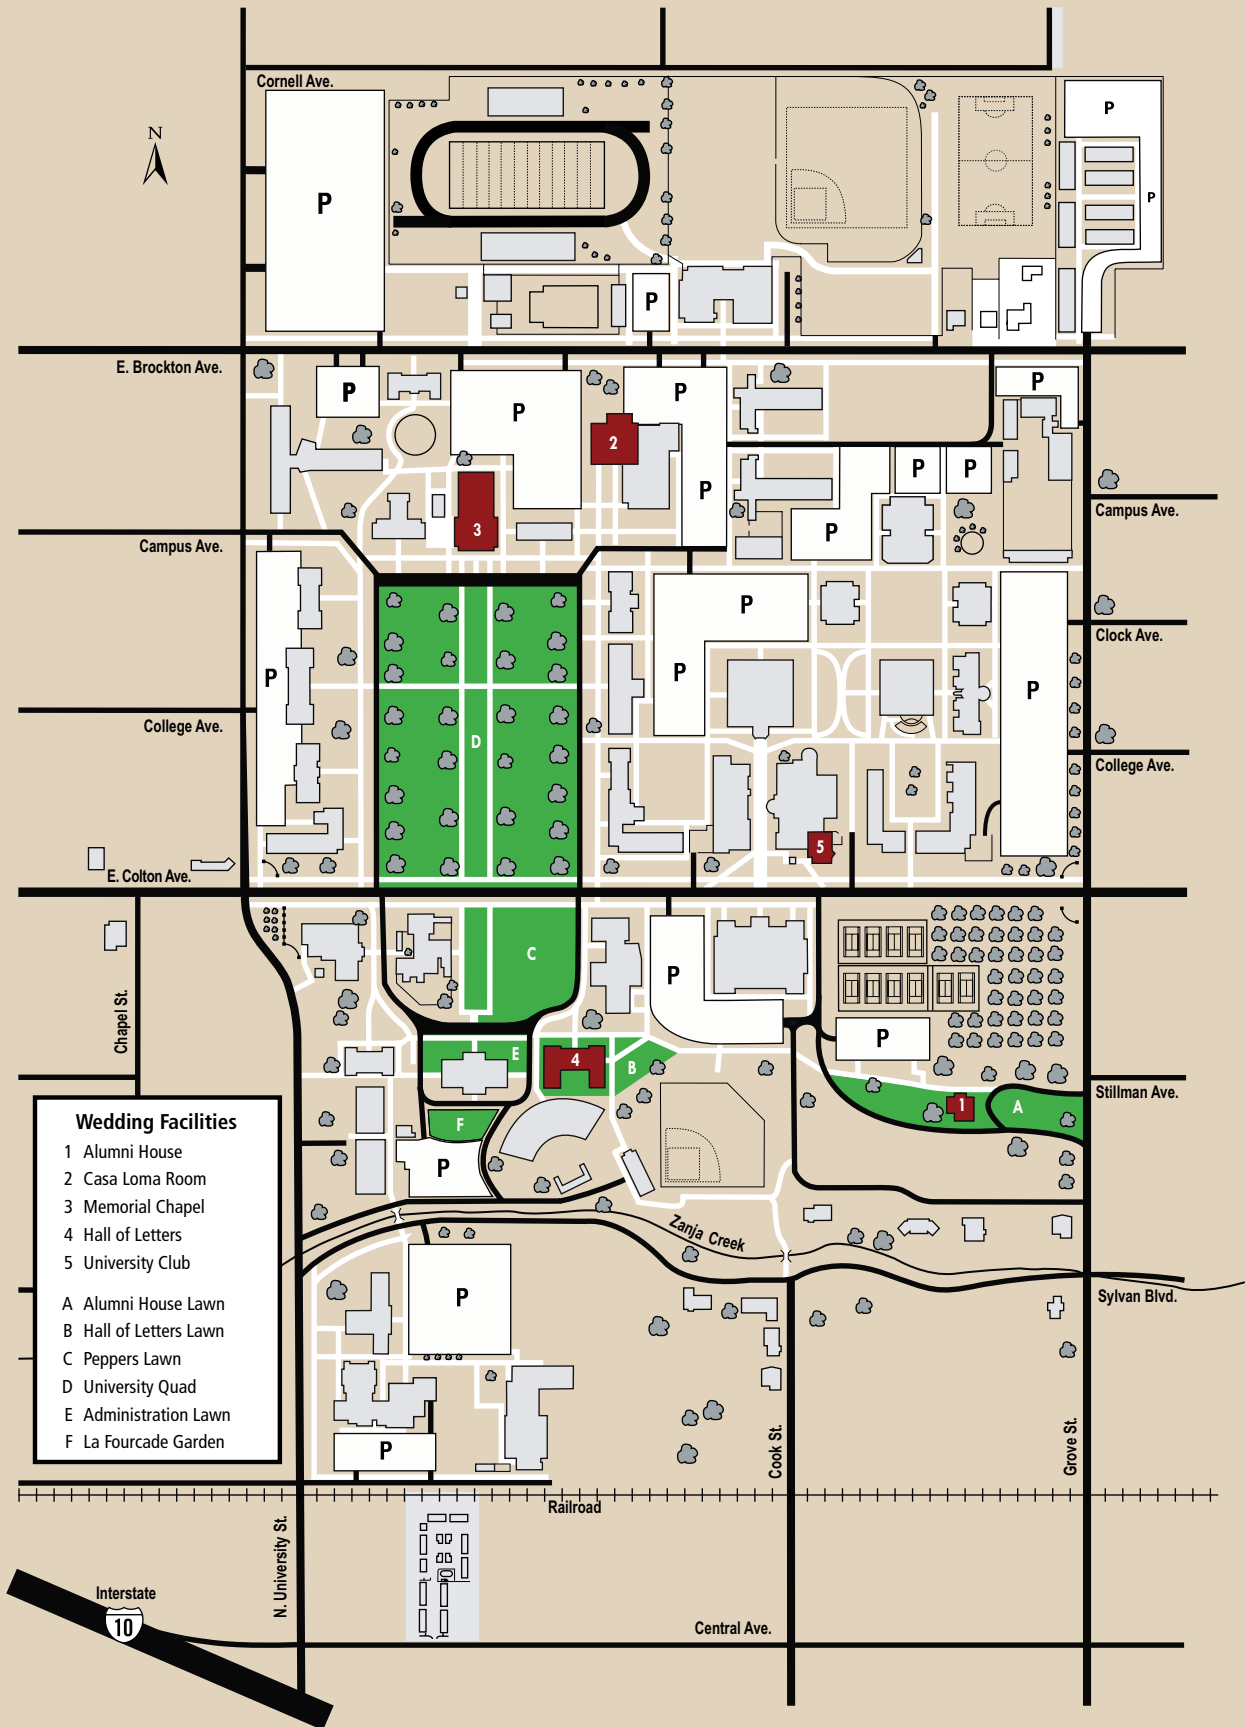 Cornell Ave.
N
P
P
P
P
E. Brockton Ave.
P
P
P
P
P
2
P
P
P
3
P
Campus Ave.
Campus Ave.
P
Clock Ave.
P
P
P
College Ave.
D
College Ave.
5
E. Colton Ave.
C
P
P
Chapel St.
E
4
B
Stillman Ave.
1
A
F
P
Wedding Facilities
1 Alumni House
2 Casa Loma Room
3 Memorial Chapel
4 Hall of Letters
5 University Club
A Alumni House Lawn
B Hall of Letters Lawn
C Peppers Lawn
D University Quad
E Administration Lawn
F La Fourcade Garden
Zanja Creek
Sylvan Blvd.
P
P
Cook St.
Grove St.
Railroad
N. University St.
Interstate
10
Central Ave.